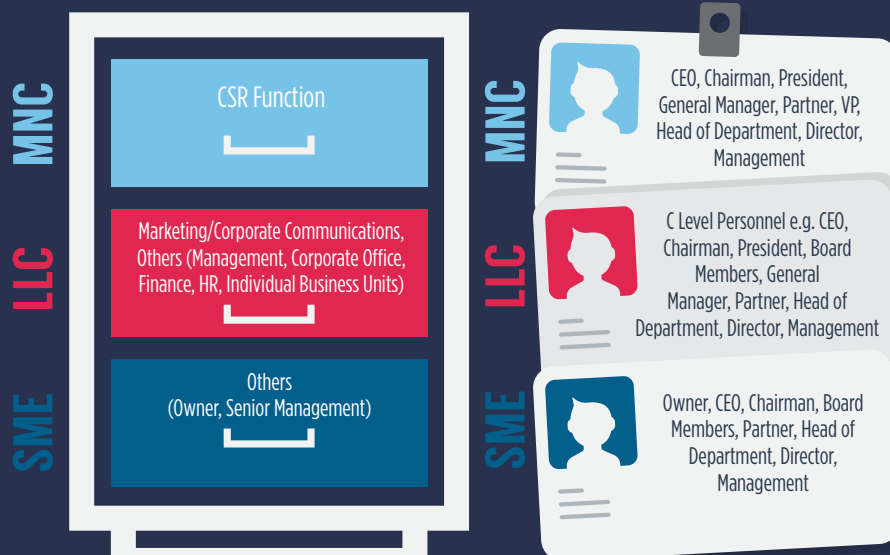 MNC
CSR Function
LLC
Marketing/Corporate Communications,
Others (Management, Corporate Office,
Finance, HR, Individual Business Units)
SME
Others
(Owner, Senior Management)
MNC
CEO, Chairman, President,
General Manager, Partner, VP,
Head of Department, Director,
Management
LLC
C Level Personnel e.g. CEO,
Chairman, President, Board
Members, General
Manager, Partner, Head of
Department, Director, Management
SME
Owner, CEO, Chairman, Board
Members, Partner, Head of
Department, Director,
Management